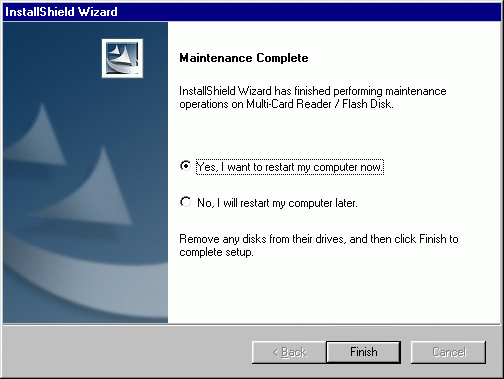 InstallShield Wizard
Maintenance Complete
InstallShield Wizard has finished performing maintenance
operations on Multi-Card Reader / Flash Disk.
Yes, I want to restart my computer now.
No, I will restart my computer later.
Remove any disks from their drives, and then click Finish to
complete setup.
< Back Finish Cancel